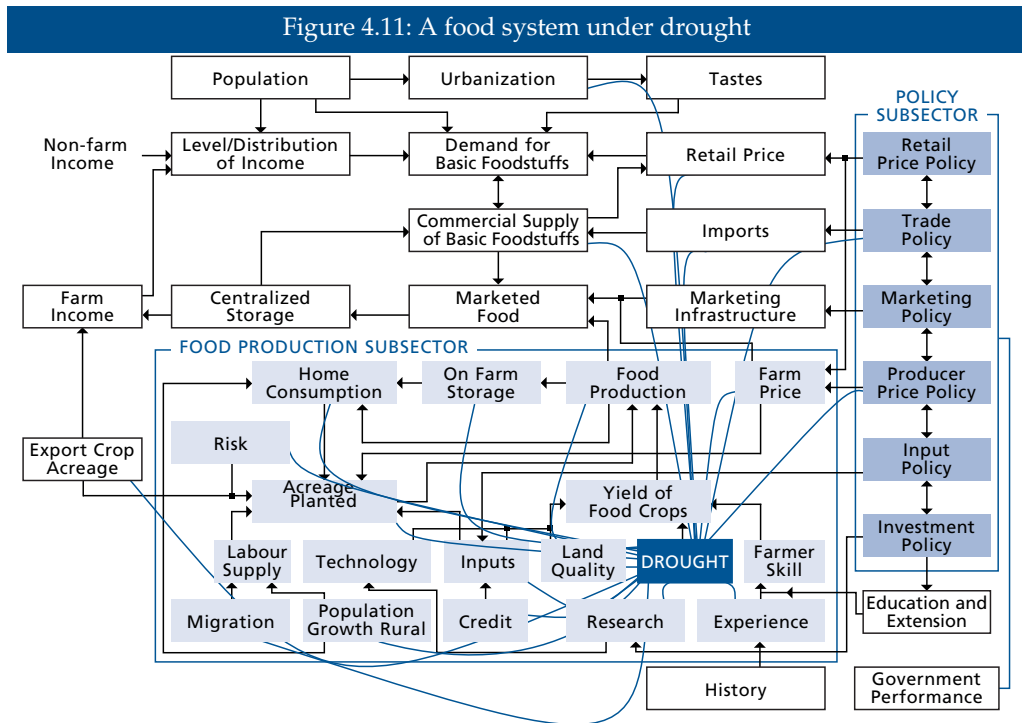 Figure 4.11: A food system under drought
Population
Urbanization
Tastes
POLICY
SUBSECTOR
Non-farm
Income
Level/Distribution
of Income
Demand for
Basic Foodstuffs
Retail Price
Retail
Price Policy
Commercial Supply
of Basic Foodstuffs
Imports
Trade
Policy
Farm
Income
Centralized
Storage
Marketed
Food
Marketing
Infrastructure
Marketing
Policy
FOOD PRODUCTION SUBSECTOR
Home
Consumption
On Farm
Storage
Food
Production
Farm
Price
Producer
Price Policy
Export Crop
Acreage
Risk
Input
Policy
Acreage
Planted
Yield of
Food Crops
Investment
Policy
Labour
Supply
Technology
Inputs
Land
Quality
DROUGHT
Farmer
Skill
Migration
Population
Growth Rural
Credit
Research
Experience
Education and
Extension
History
Government
Performance